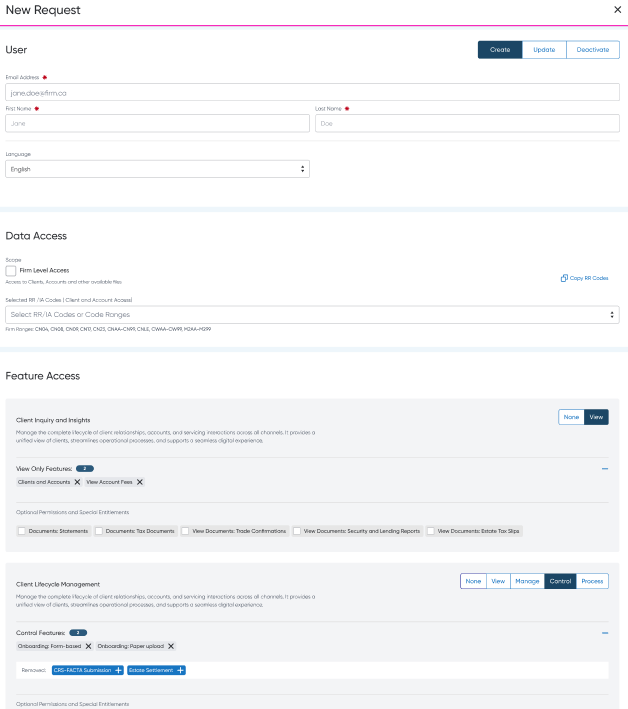 New Request
User
Create Update Deactivate
Email Address *
jane.doe@firm.ca
First Name * Last Name *
Jane Doe
Language
English
Data Access
Scope
Firm Level Access
Access to Clients, Accounts and other available files
Copy RR Codes
Selected RR /IA Codes ( Client and Account Access)
Select RR/IA Codes or Code Ranges
Firm Ranges: CN04, CN08, CN09, CN17, CN23, CNAA-CN99, CNLE, CWAA-CW99, M2AA-M299
Feature Access
Client Inquiry and Insights
None View
Manage the complete lifecycle of client relationships, accounts, and servicing interactions across all channels. It provides a
unified view of clients, streamlines operational processes, and supports a seamless digital experience.
View Only Features: 2
Clients and Accounts View Account Fees
Optional Permissions and Special Entitlements
Documents: Statements Documents: Tax Documents View Documents: Trade Confirmations View Documents: Security and Lending Reports View Documents: Estate Tax Slips
Client Lifecycle Management
None View Manage Control Process
Manage the complete lifecycle of client relationships, accounts, and servicing interactions across all channels. It provides a
unified view of clients, streamlines operational processes, and supports a seamless digital experience.
Control Features: 2
Onboarding: Form-based Onboarding: Paper upload
Removed: CRS-FACTA Submission Estate Settlement
Optional Permissions and Special Entitlements